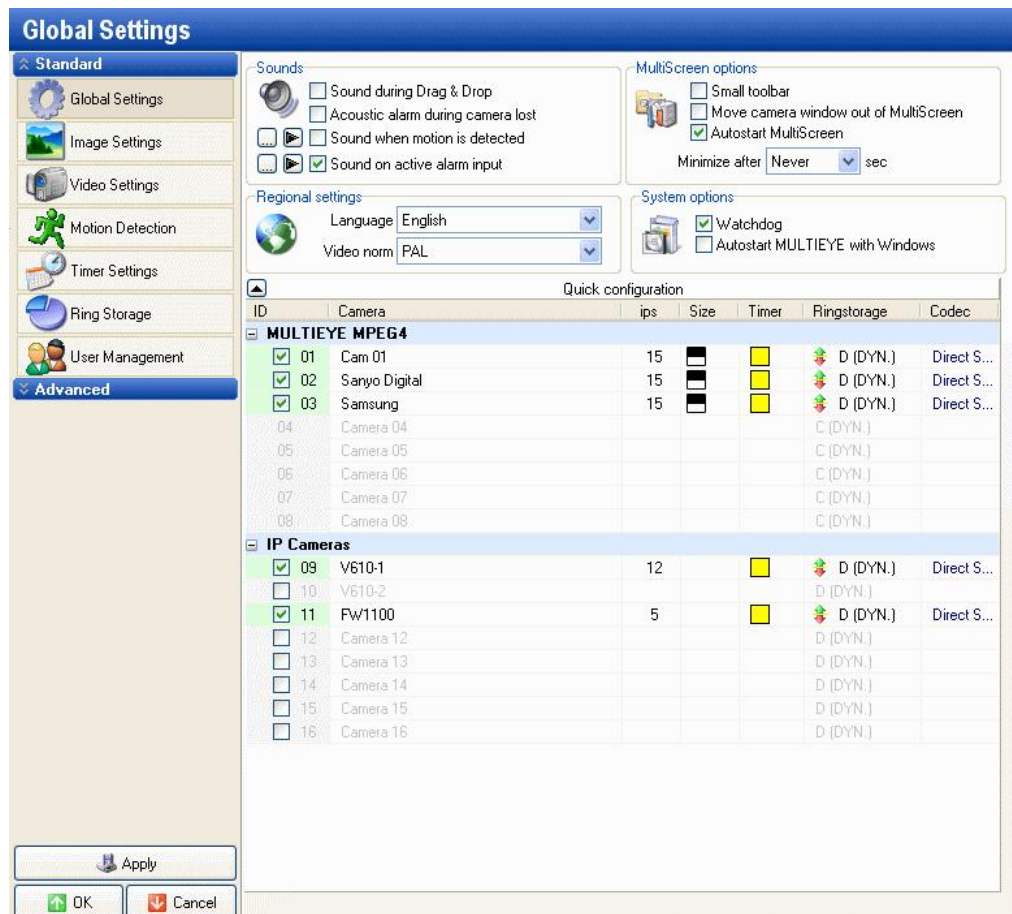 Global Settings
Standard
Global Settings
Image Settings
Video Settings
Motion Detection
Timer Settings
Ring Storage
User Management
Advanced
Sounds
Sound during Drag & Drop
Acoustic alarm during camera lost
... Sound when motion is detected
... Sound on active alarm input
MultiScreen options
Small toolbar
Move camera window out of MultiScreen
Autostart MultiScreen
Minimize after Never sec
Regional settings
Language English
Video norm PAL
System options
Watchdog
Autostart MULTIEYE with Windows
Quick configuration
ID Camera ips Size Timer Ringstorage Codec
MULTIEYE MPEG4
01 Cam 01 15 D (DYN.) Direct S...
02 Sanyo Digital 15 D (DYN.) Direct S...
03 Samsung 15 D (DYN.) Direct S...
04 Camera 04 C (DYN.)
05 Camera 05 C (DYN.)
06 Camera 06 C (DYN.)
07 Camera 07 C (DYN.)
08 Camera 08 C (DYN.)
IP Cameras
09 V610-1 12 D (DYN.) Direct S...
10 V610-2 D (DYN.)
11 FW1100 5 D (DYN.) Direct S...
12 Camera 12 D (DYN.)
13 Camera 13 D (DYN.)
14 Camera 14 D (DYN.)
15 Camera 15 D (DYN.)
16 Camera 16 D (DYN.)
Apply
OK Cancel